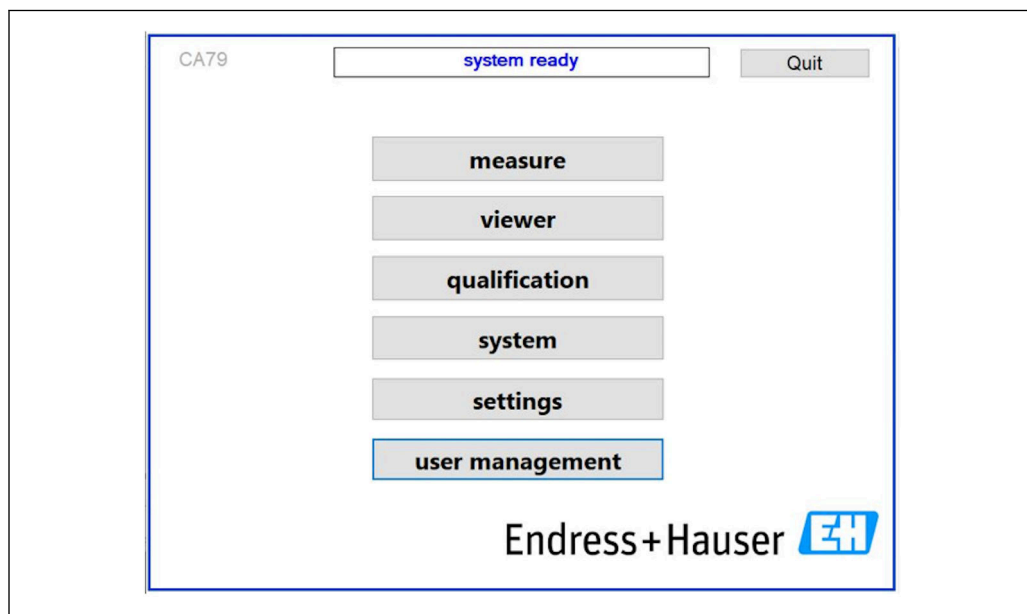 CA79
system ready
Quit
measure
viewer
qualification
system
settings
user management
Endress+Hauser EH